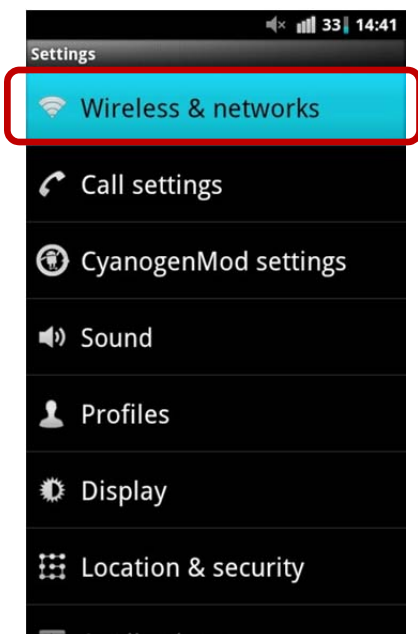 33 14:41
Settings
Wireless & networks
Call settings
CyanogenMod settings
Sound
Profiles
Display
Location & security